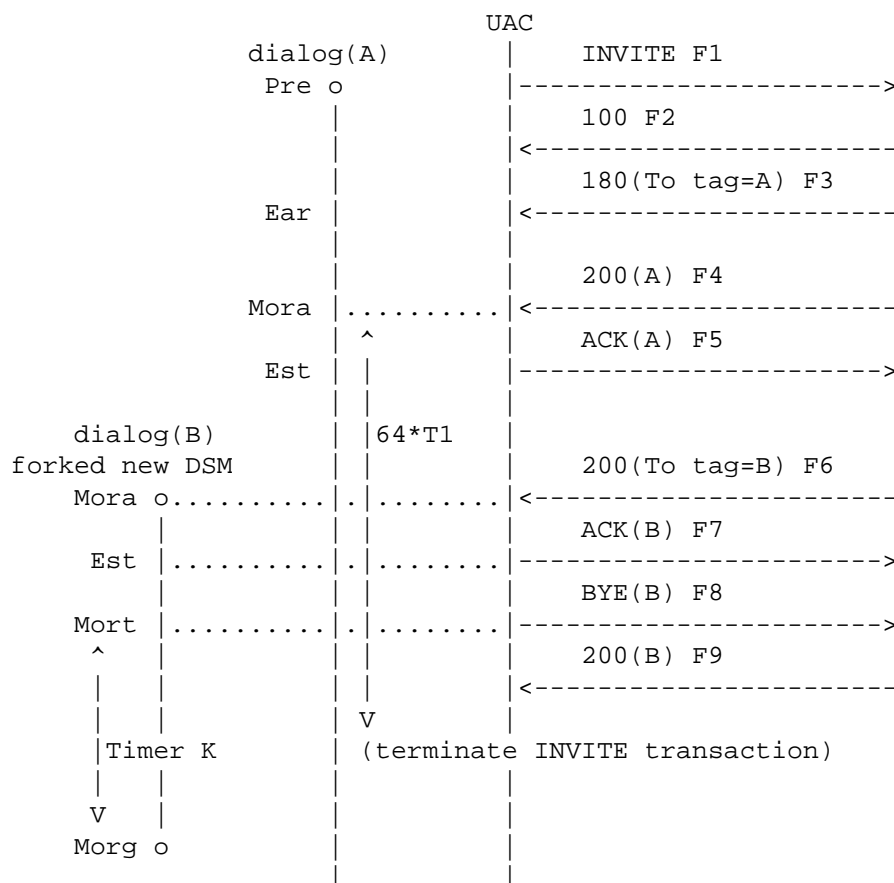 UAC
dialog(A) INVITE F1
Pre o
100 F2
180(To tag=A) F3
Ear
200(A) F4
Mora
ACK(A) F5
Est
dialog(B) 64*T1
forked new DSM 200(To tag=B) F6
Mora o
ACK(B) F7
Est
BYE(B) F8
Mort
200(B) F9
V
Timer K (terminate INVITE transaction)
V
Morg o